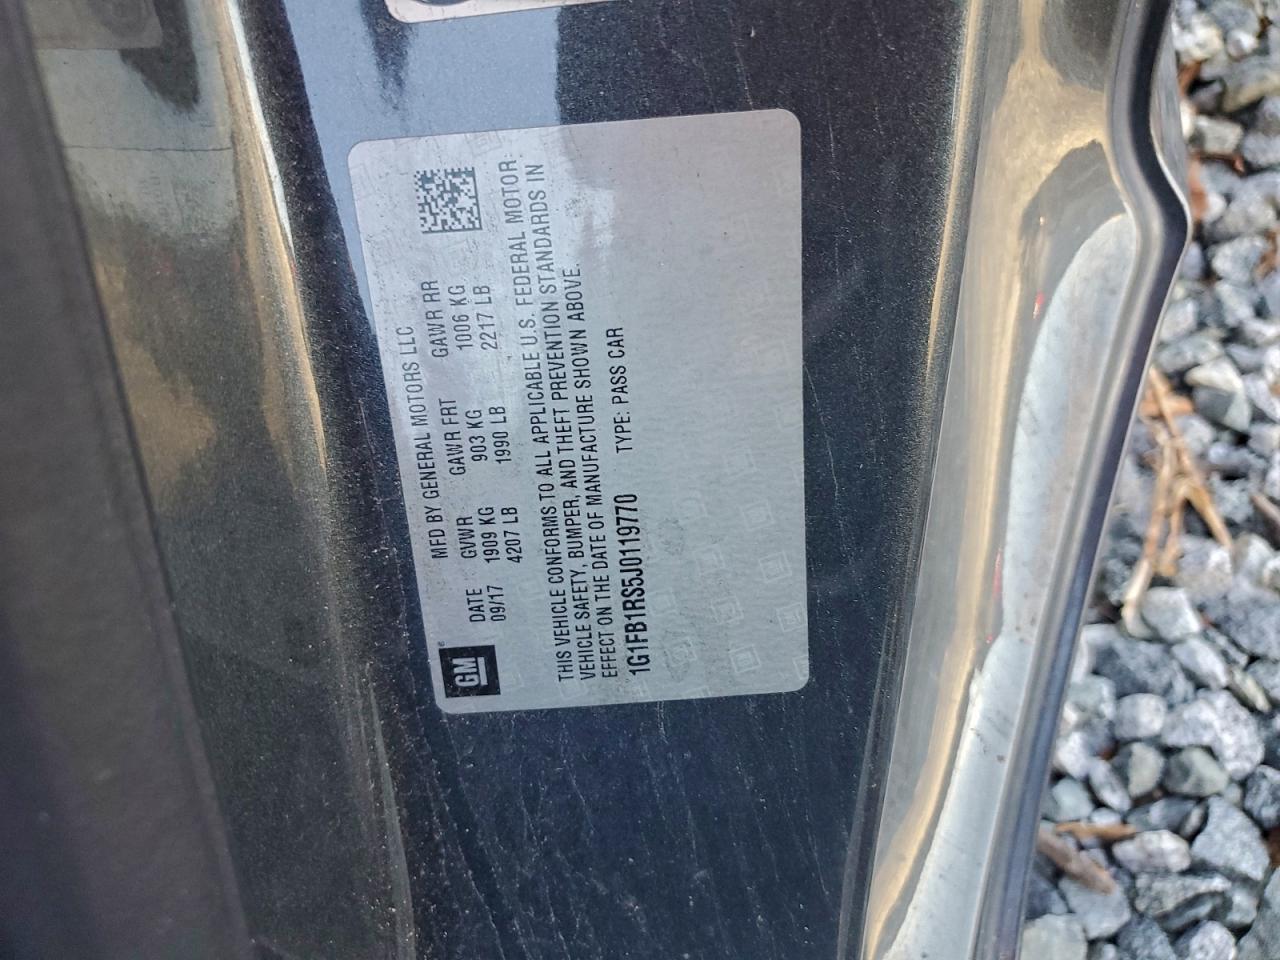 GM
MFD BY GENERAL MOTORS LLC
DATE GVWR GAWR FRT GAWR RR
09/17 1909 KG 903 KG 1006 KG
4207 LB 1990 LB 2217 LB
THIS VEHICLE CONFORMS TO ALL APPLICABLE U.S. FEDERAL MOTOR
VEHICLE SAFETY, BUMPER, AND THEFT PREVENTION STANDARDS IN
EFFECT ON THE DATE OF MANUFACTURE SHOWN ABOVE.
1G1FB1RS5J0119770 TYPE: PASS CAR